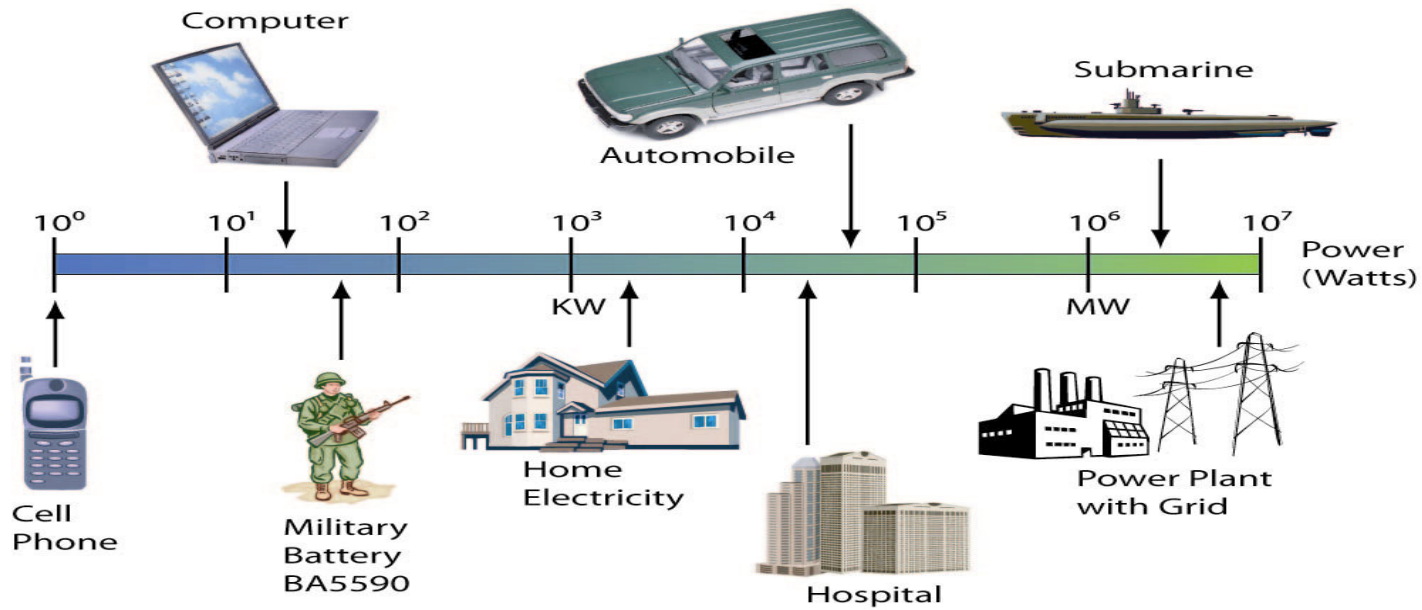 Computer
Submarine
Automobile
10⁰
10¹
10²
10³
10⁴
10⁵
10⁶
10⁷
Power
(Watts)
KW
MW
Cell
Phone
Military
Battery
BA5590
Home
Electricity
Hospital
Power Plant
with Grid